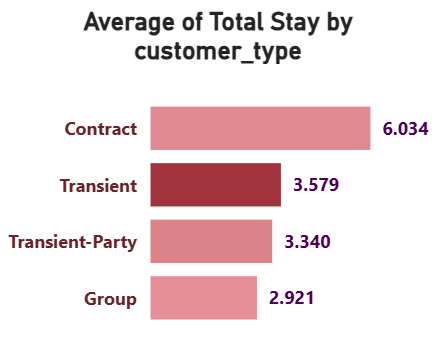 Average of Total Stay by
customer_type
Contract 6.034
Transient 3.579
Transient-Party 3.340
Group 2.921